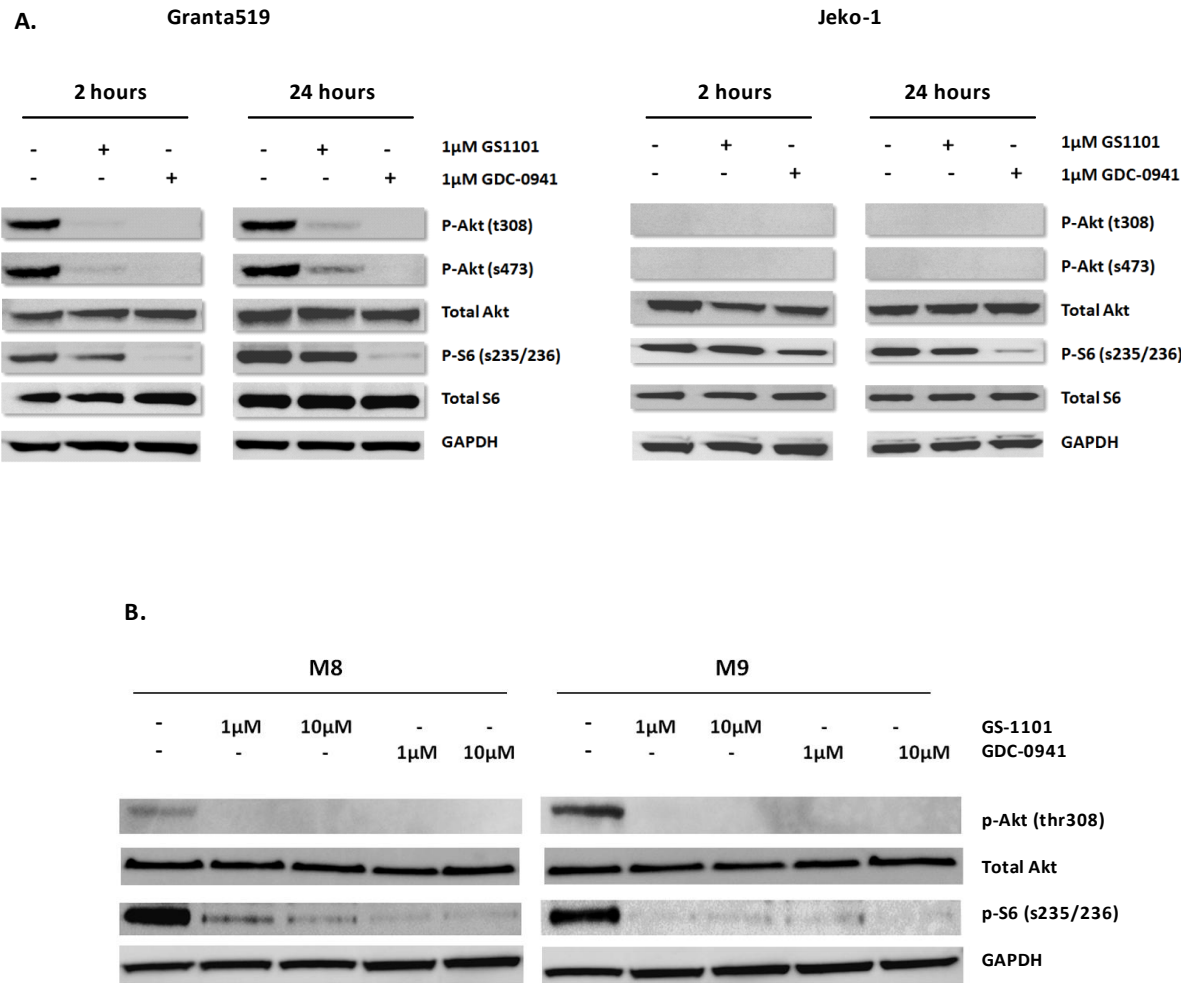 A. Granta519 Jeko-1
2 hours 24 hours 2 hours 24 hours
- + - - + - 1µM GS1101 - + - - + - 1µM GS1101
- - + - - + 1µM GDC-0941 - - + - - + 1µM GDC-0941
P-Akt (t308) P-Akt (t308)
P-Akt (s473) P-Akt (s473)
Total Akt Total Akt
P-S6 (s235/236) P-S6 (s235/236)
Total S6 Total S6
GAPDH GAPDH
B.
M8 M9
- 1µM 10µM - - - 1µM 10µM - - GS-1101
- - - 1µM 10µM - - - 1µM 10µM GDC-0941
p-Akt (thr308)
Total Akt
p-S6 (s235/236)
GAPDH